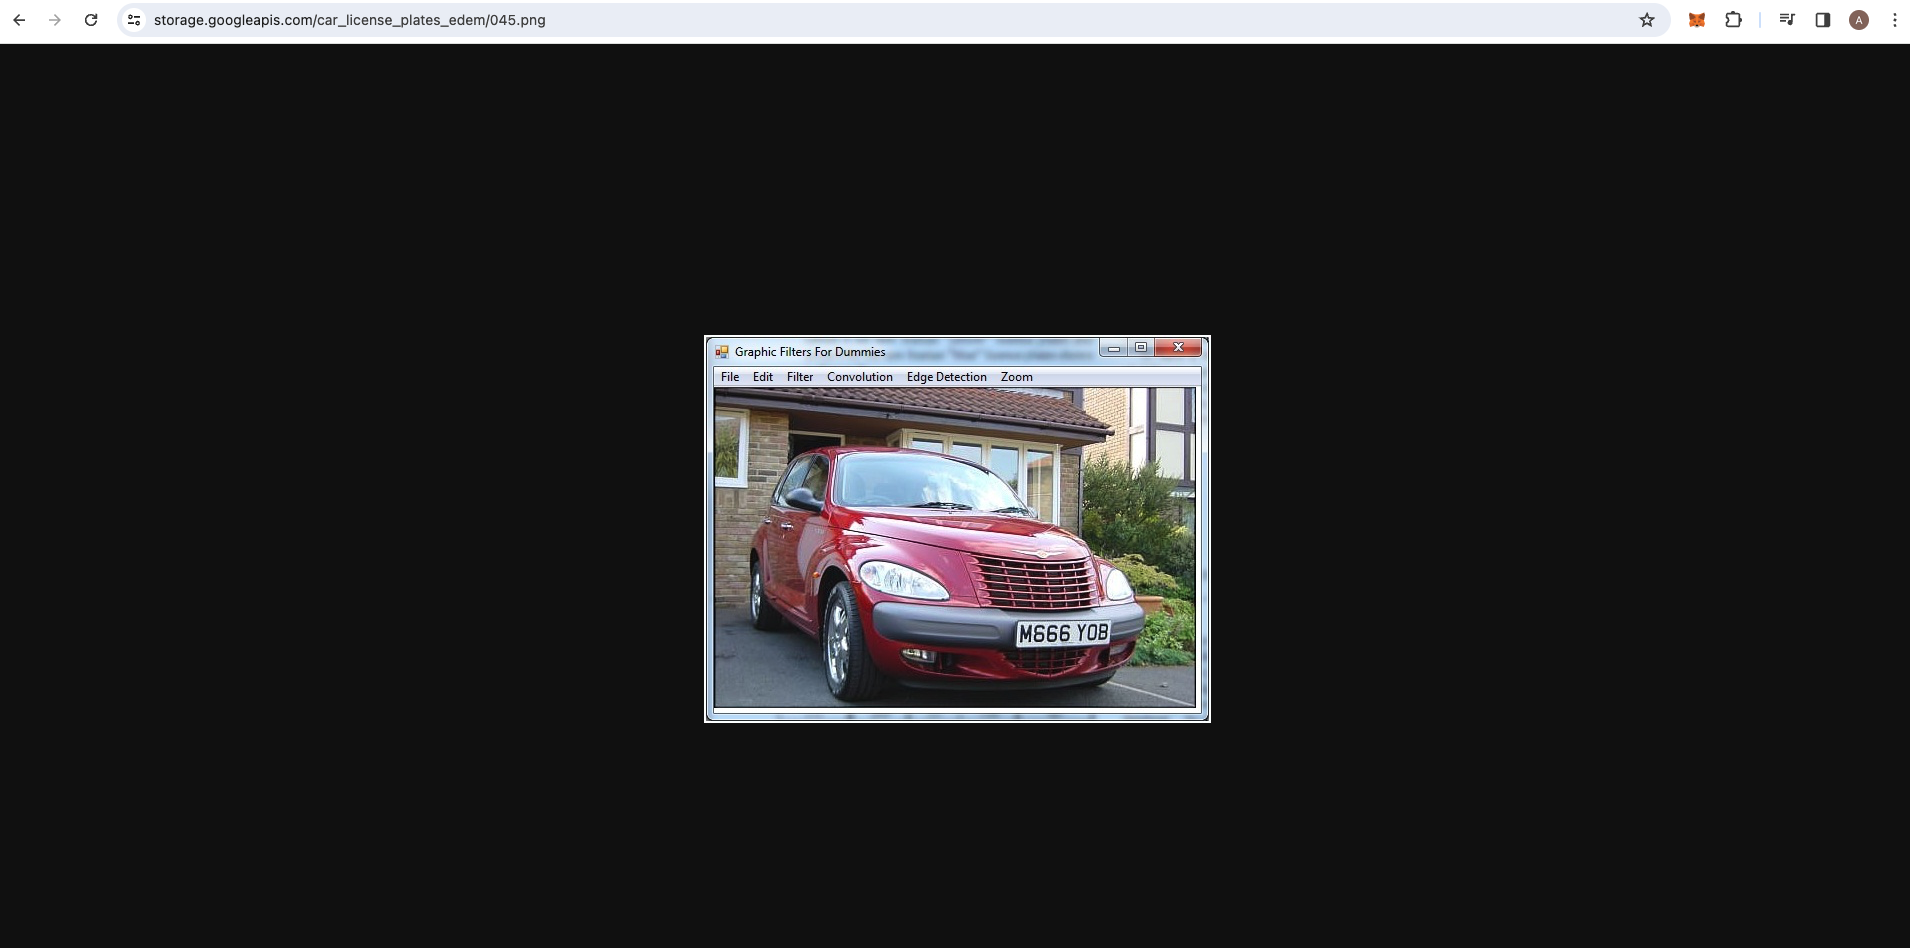 storage.googleapis.com/car_license_plates_edem/045.png
A
Graphic Filters For Dummies
File Edit Filter Convolution Edge Detection Zoom
M666 YOB